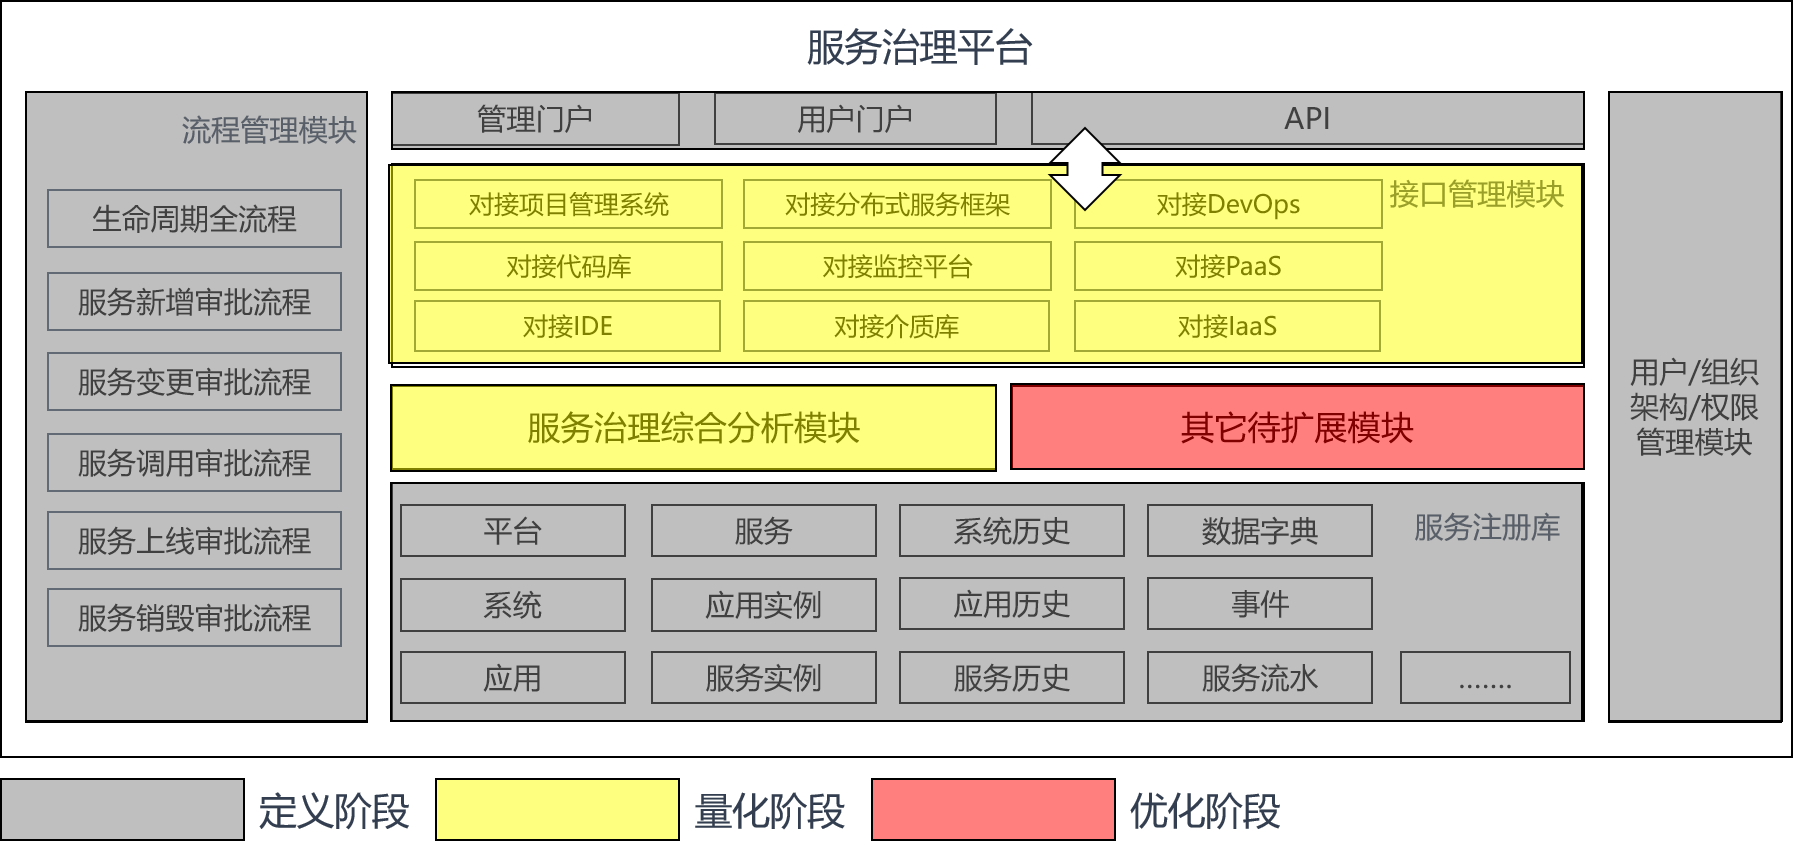 服务治理平台
流程管理模块
生命周期全流程
服务新增审批流程
服务变更审批流程
服务调用审批流程
服务上线审批流程
服务销毁审批流程
管理门户
用户门户
API
接口管理模块
对接项目管理系统
对接分布式服务框架
对接DevOps
对接代码库
对接监控平台
对接PaaS
对接IDE
对接介质库
对接IaaS
服务治理综合分析模块
其它待扩展模块
服务注册库
平台
服务
系统历史
数据字典
系统
应用实例
应用历史
事件
应用
服务实例
服务历史
服务流水
.......
用户/组织
架构/权限
管理模块
定义阶段
量化阶段
优化阶段